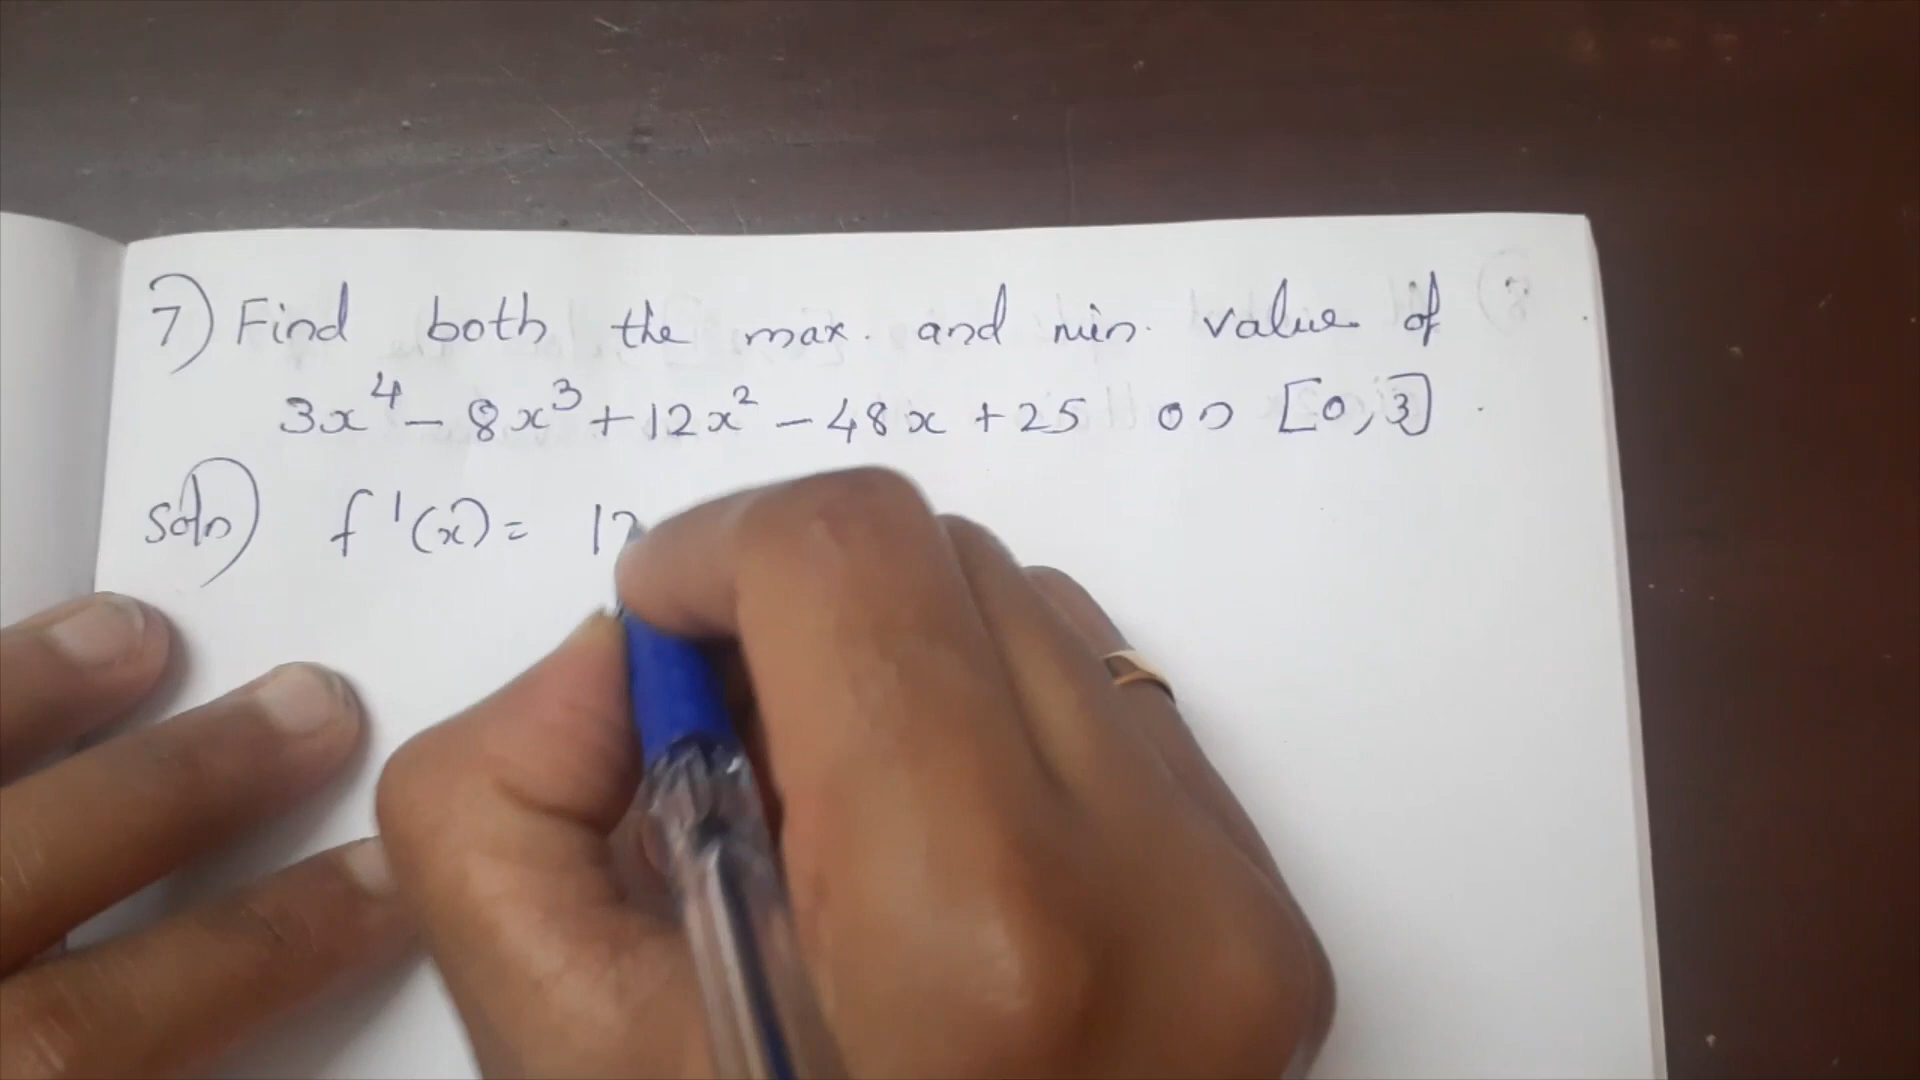 7) Find both the max. and min. value of
3x⁴ - 8x³ + 12x² - 48x + 25 on [0,3].
Soln) f'(x) = 12